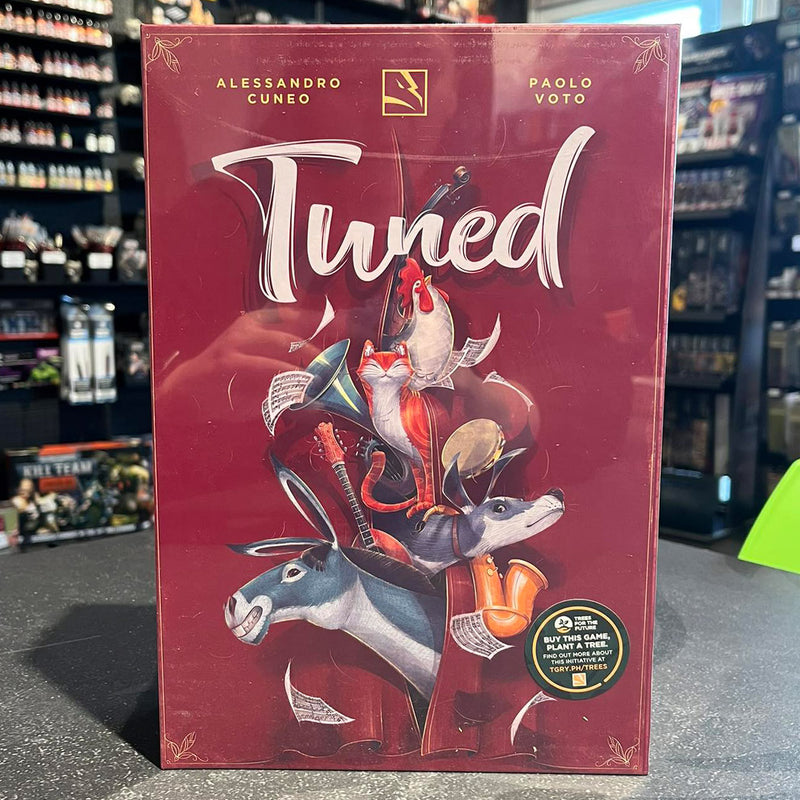 ALESSANDRO
CUNEO
PAOLO
VOTO
Tuned
KILL TEAM
TREES
FOR THE
FUTURE
BUY THIS GAME,
PLANT A TREE.
FIND OUT MORE ABOUT
THIS INITIATIVE AT
TGRY.PH/TREES